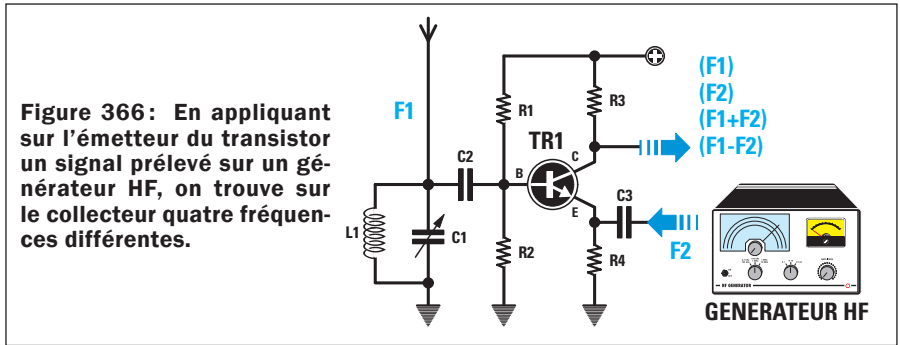 Figure 366: En appliquant
sur l'émetteur du transistor
un signal prélevé sur un gé-
nérateur HF, on trouve sur
le collecteur quatre fréquen-
ces différentes.
F1
L1
C1
C2
R1
R2
B
TR1
C
E
R3
R4
C3
(F1)
(F2)
(F1+F2)
(F1-F2)
F2
RF GENERATOR
GENERATEUR HF